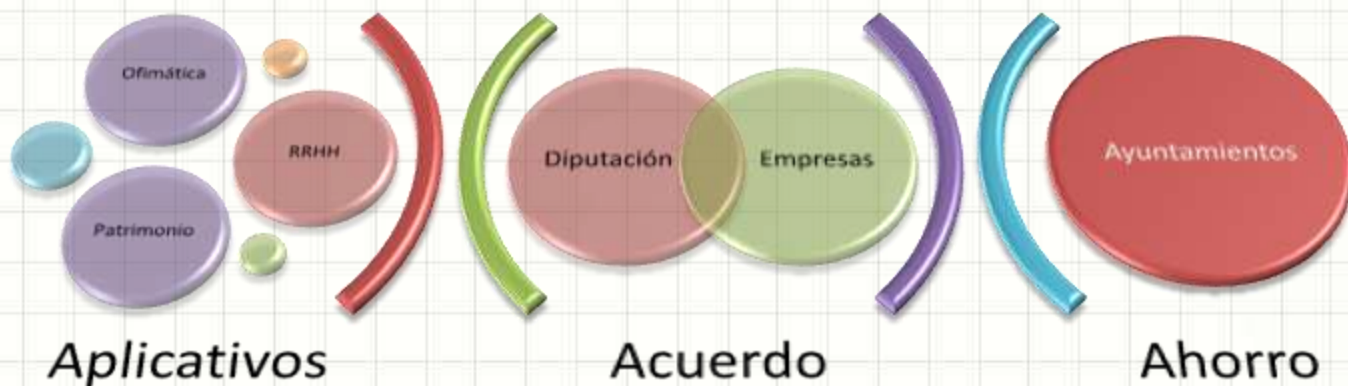 Ofimática
RRHH
Patrimonio
Aplicativos
Diputación
Empresas
Acuerdo
Ayuntamientos
Ahorro